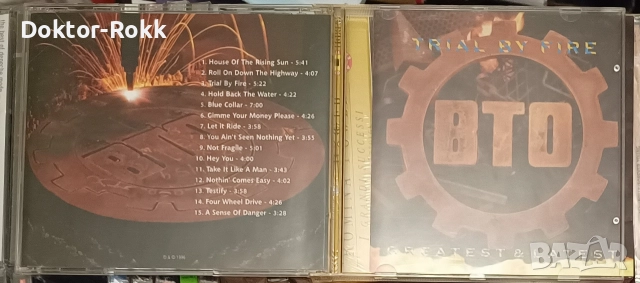 Doktor-Rokk
1. House Of The Rising Sun - 5:41
2. Roll On Down The Highway - 4:07
3. Trial By Fire - 5:22
4. Hold Back The Water - 4:22
5. Blue Collar - 7:00
6. Gimme Your Money Please - 4:26
7. Let It Ride - 3:58
8. You Ain't Seen Nothing Yet - 3:55
9. Not Fragile - 5:01
10. Hey You - 4:00
11. Take It Like A Man - 3:43
12. Nothin' Comes Easy - 4:02
13. Testify - 3:58
14. Four Wheel Drive - 4:26
15. A Sense Of Danger - 3:28
TRIAL BY FIRE
BTO
GREATEST & LATEST
BAZAR